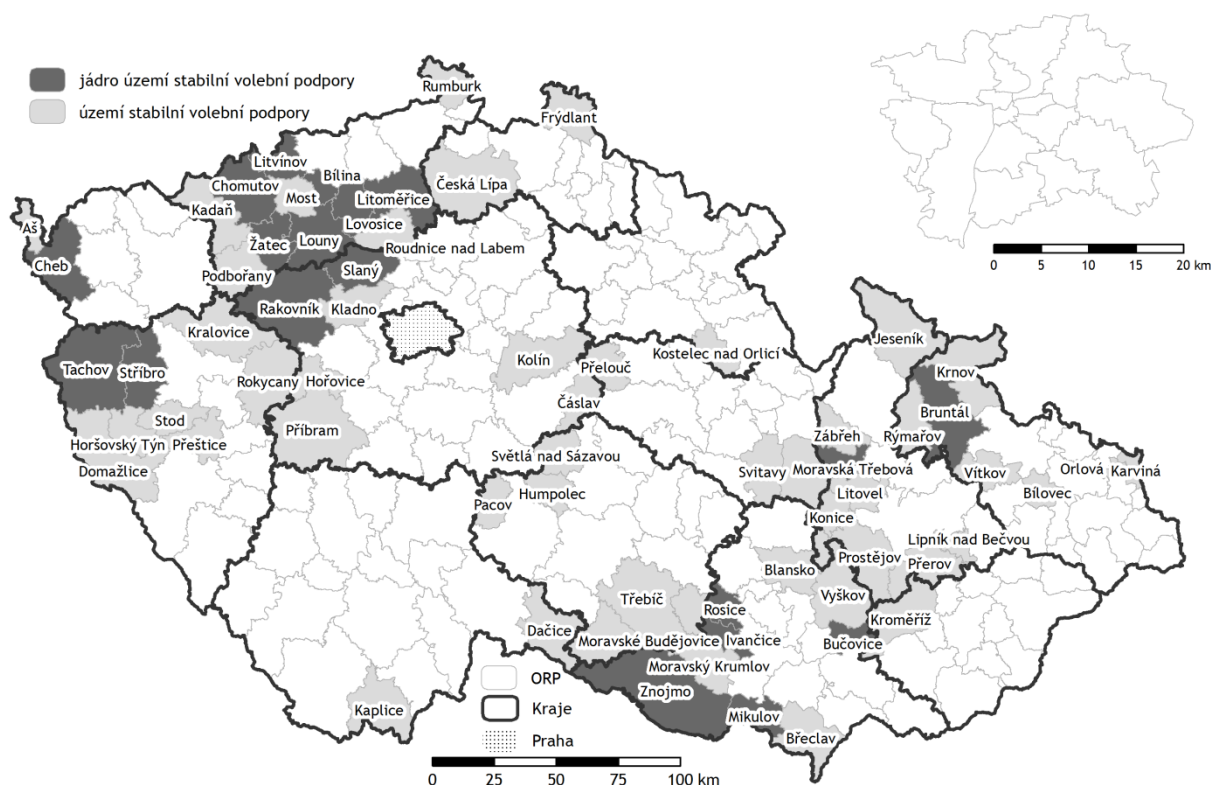 jádro území stabilní volební podpory
území stabilní volební podpory
Rumburk
Frýdlant
Litvínov
Bílina
Chomutov
Most
Litoměřice
Česká Lípa
Kadaň
Lovosice
Aš
Žatec
Louny
Roudnice nad Labem
Cheb
Podbořany
Slaný
Rakovník
Kladno
0 5 10 15 20 km
Kralovice
Jeseník
Kostelec nad Orlicí
Kolín
Přelouč
Tachov
Stříbro
Rokycany
Hořovice
Krnov
Čáslav
Bruntál
Stod
Příbram
Zábřeh
Rýmařov
Horšovský Týn
Přeštice
Světlá nad Sázavou
Svitavy
Moravská Třebová
Vítkov
Orlová
Karviná
Domažlice
Litovel
Bílovec
Humpolec
Pacov
Konice
Lipník nad Bečvou
Prostějov
Přerov
Blansko
Třebíč
Vyškov
Rosice
Kroměříž
Dačice
Moravské Budějovice
Ivančice
Bučovice
Moravský Krumlov
ORP
Znojmo
Kraje
Kaplice
Mikulov
Praha
Břeclav
0 25 50 75 100 km